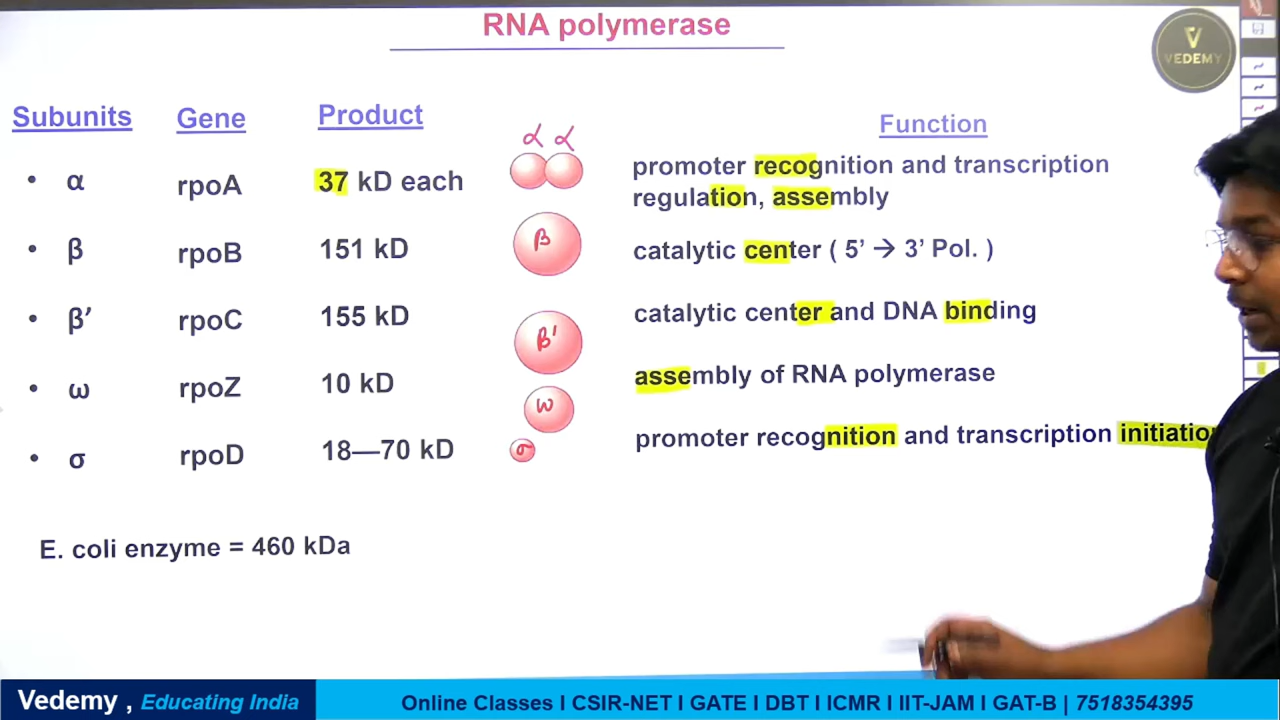 RNA polymerase
V
VEDEMY
Subunits Gene Product Function
α α
• α rpoA 37 kD each promoter recognition and transcription
regulation, assembly
• β rpoB 151 kD β catalytic center ( 5’ → 3’ Pol. )
• β’ rpoC 155 kD β' catalytic center and DNA binding
• ω rpoZ 10 kD ω assembly of RNA polymerase
• σ rpoD 18—70 kD σ promoter recognition and transcription initiation
E. coli enzyme = 460 kDa
Vedemy , Educating India
Online Classes I CSIR-NET I GATE I DBT I ICMR I IIT-JAM I GAT-B | 7518354395